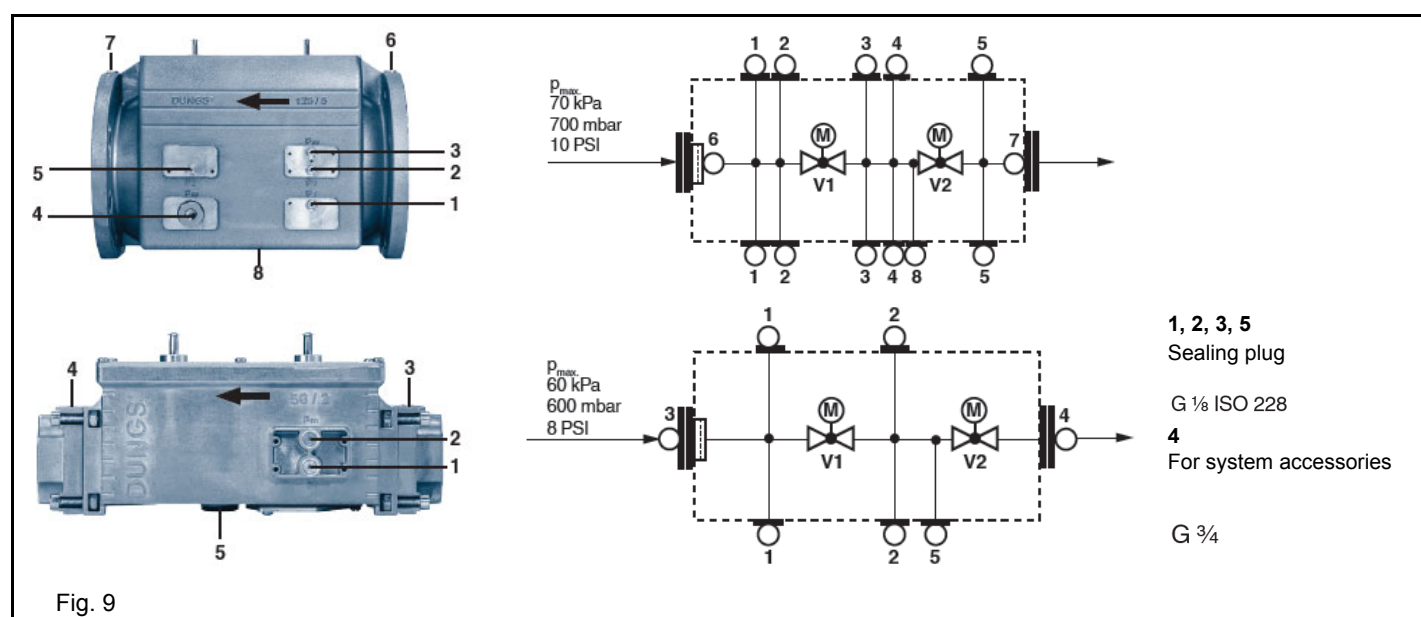 7
6
DUNGS
125 / 5
3
2
5
4
1
8
p max.
70 kPa
700 mbar
10 PSI
1 2 3 4 5
6
M
M
7
V1
V2
1 2 3 4 8 5
4
3
50 / 2
DUNGS
2
1
5
p max.
60 kPa
600 mbar
8 PSI
1 2
3
M
M
4
V1
V2
1 2 5
1, 2, 3, 5
Sealing plug
G ⅛ ISO 228
4
For system accessories
G ¾
Fig. 9